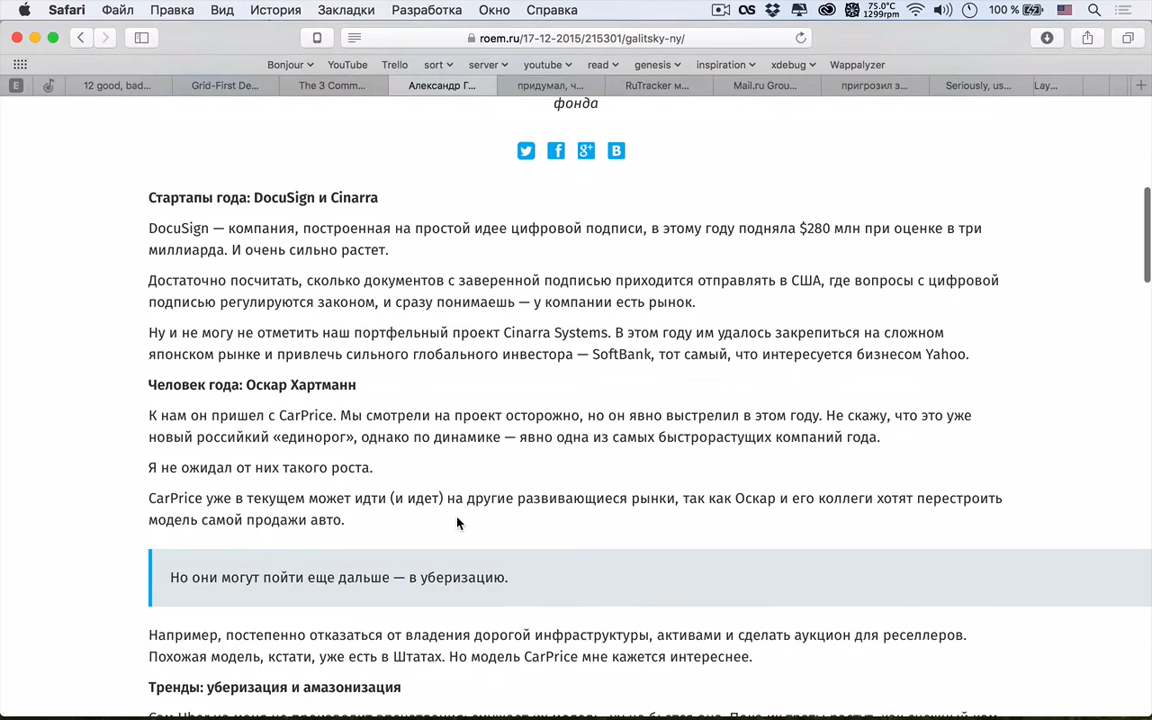 Safari Файл Правка Вид История Закладки Разработка Окно Справка 75.0°C 1299rpm 100 %
roem.ru/17-12-2015/215301/galitsky-ny/
Bonjour YouTube Trello sort server youtube read genesis inspiration xdebug Wappalyzer
E 12 good, bad... Grid-First De... The 3 Comm... Александр Г... придумал, ч... RuTracker м... Mail.ru Grou... пригрозил з... Seriously, us... Lay...
фонда
Стартапы года: DocuSign и Cinarra
DocuSign — компания, построенная на простой идее цифровой подписи, в этому году подняла $280 млн при оценке в три
миллиарда. И очень сильно растет.
Достаточно посчитать, сколько документов с заверенной подписью приходится отправлять в США, где вопросы с цифровой
подписью регулируются законом, и сразу понимаешь — у компании есть рынок.
Ну и не могу не отметить наш портфельный проект Cinarra Systems. В этом году им удалось закрепиться на сложном
японском рынке и привлечь сильного глобального инвестора — SoftBank, тот самый, что интересуется бизнесом Yahoo.
Человек года: Оскар Хартманн
К нам он пришел с CarPrice. Мы смотрели на проект осторожно, но он явно выстрелил в этом году. Не скажу, что это уже
новый российкий «единорог», однако по динамике — явно одна из самых быстрорастущих компаний года.
Я не ожидал от них такого роста.
CarPrice уже в текущем может идти (и идет) на другие развивающиеся рынки, так как Оскар и его коллеги хотят перестроить
модель самой продажи авто.
Но они могут пойти еще дальше — в уберизацию.
Например, постепенно отказаться от владения дорогой инфраструктуры, активами и сделать аукцион для реселлеров.
Похожая модель, кстати, уже есть в Штатах. Но модель CarPrice мне кажется интереснее.
Тренды: уберизация и амазонизация